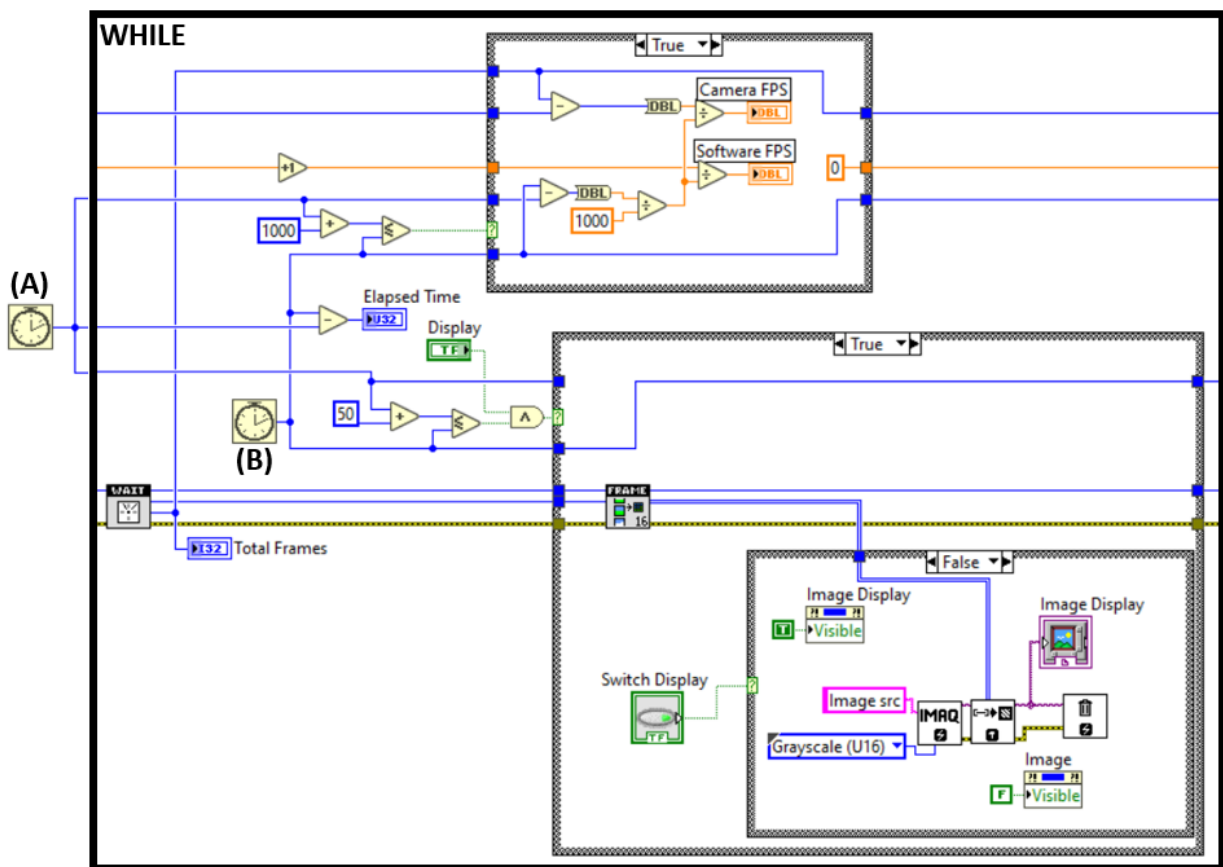 WHILE
True
Camera FPS
DBL
÷
DBL
-
+1
Software FPS
÷
DBL
0
-
DBL
÷
1000
1000
+
≤
?
(A)
Elapsed Time
-
U32
Display
TF
True
50
+
≤
∧
?
(B)
WAIT
FRAME
16
I32
Total Frames
False
Image Display
T
Visible
Image Display
Switch Display
TF
?
Image src
IMAQ
Grayscale (U16)
Image
F
Visible